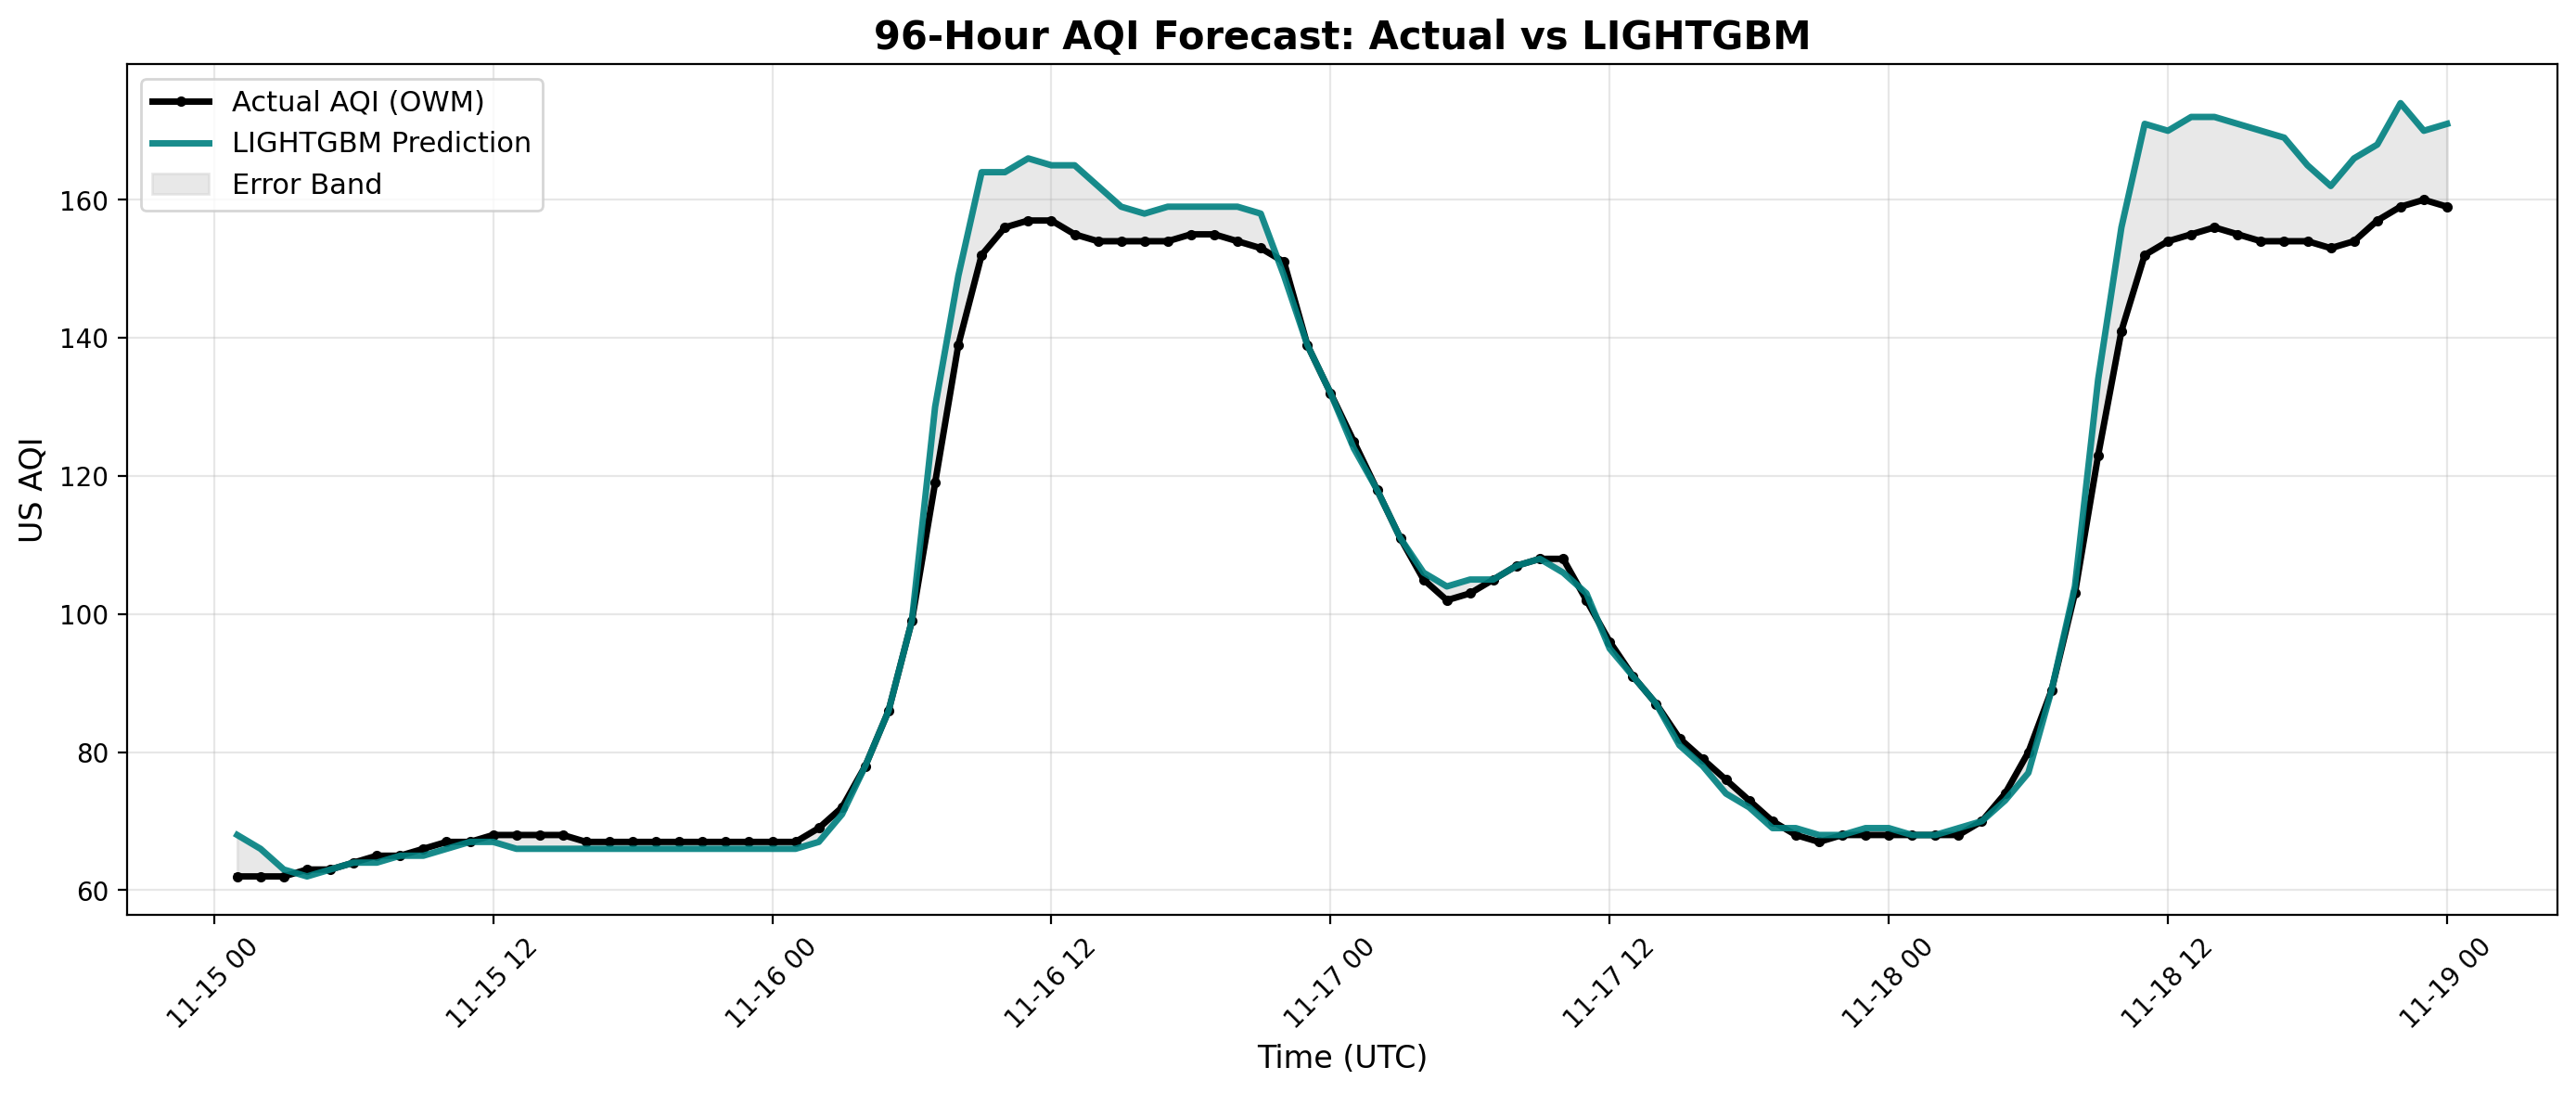 96-Hour AQI Forecast: Actual vs LIGHTGBM
Actual AQI (OWM)
LIGHTGBM Prediction
Error Band
US AQI
160
140
120
100
80
60
11-15 00
11-15 12
11-16 00
11-16 12
11-17 00
11-17 12
11-18 00
11-18 12
11-19 00
Time (UTC)